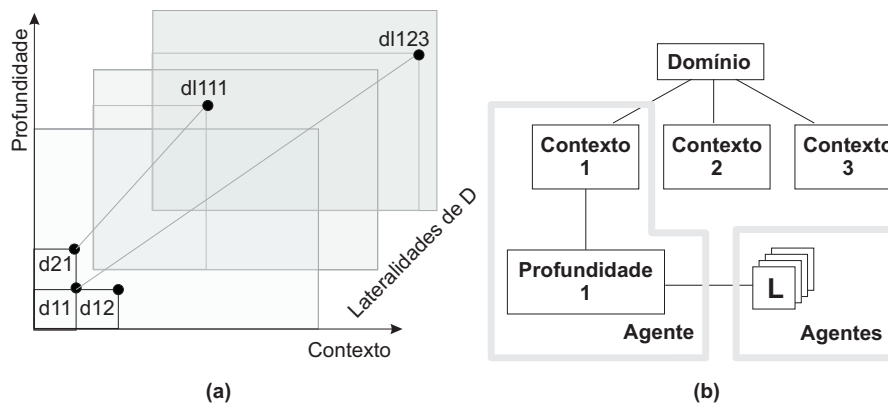 Profundidade
dl123
dl111
d21
d11
d12
Lateralidades de D
Contexto
(a)
Domínio
Contexto
1
Contexto
2
Contexto
3
Profundidade
1
L
Agente
Agentes
(b)